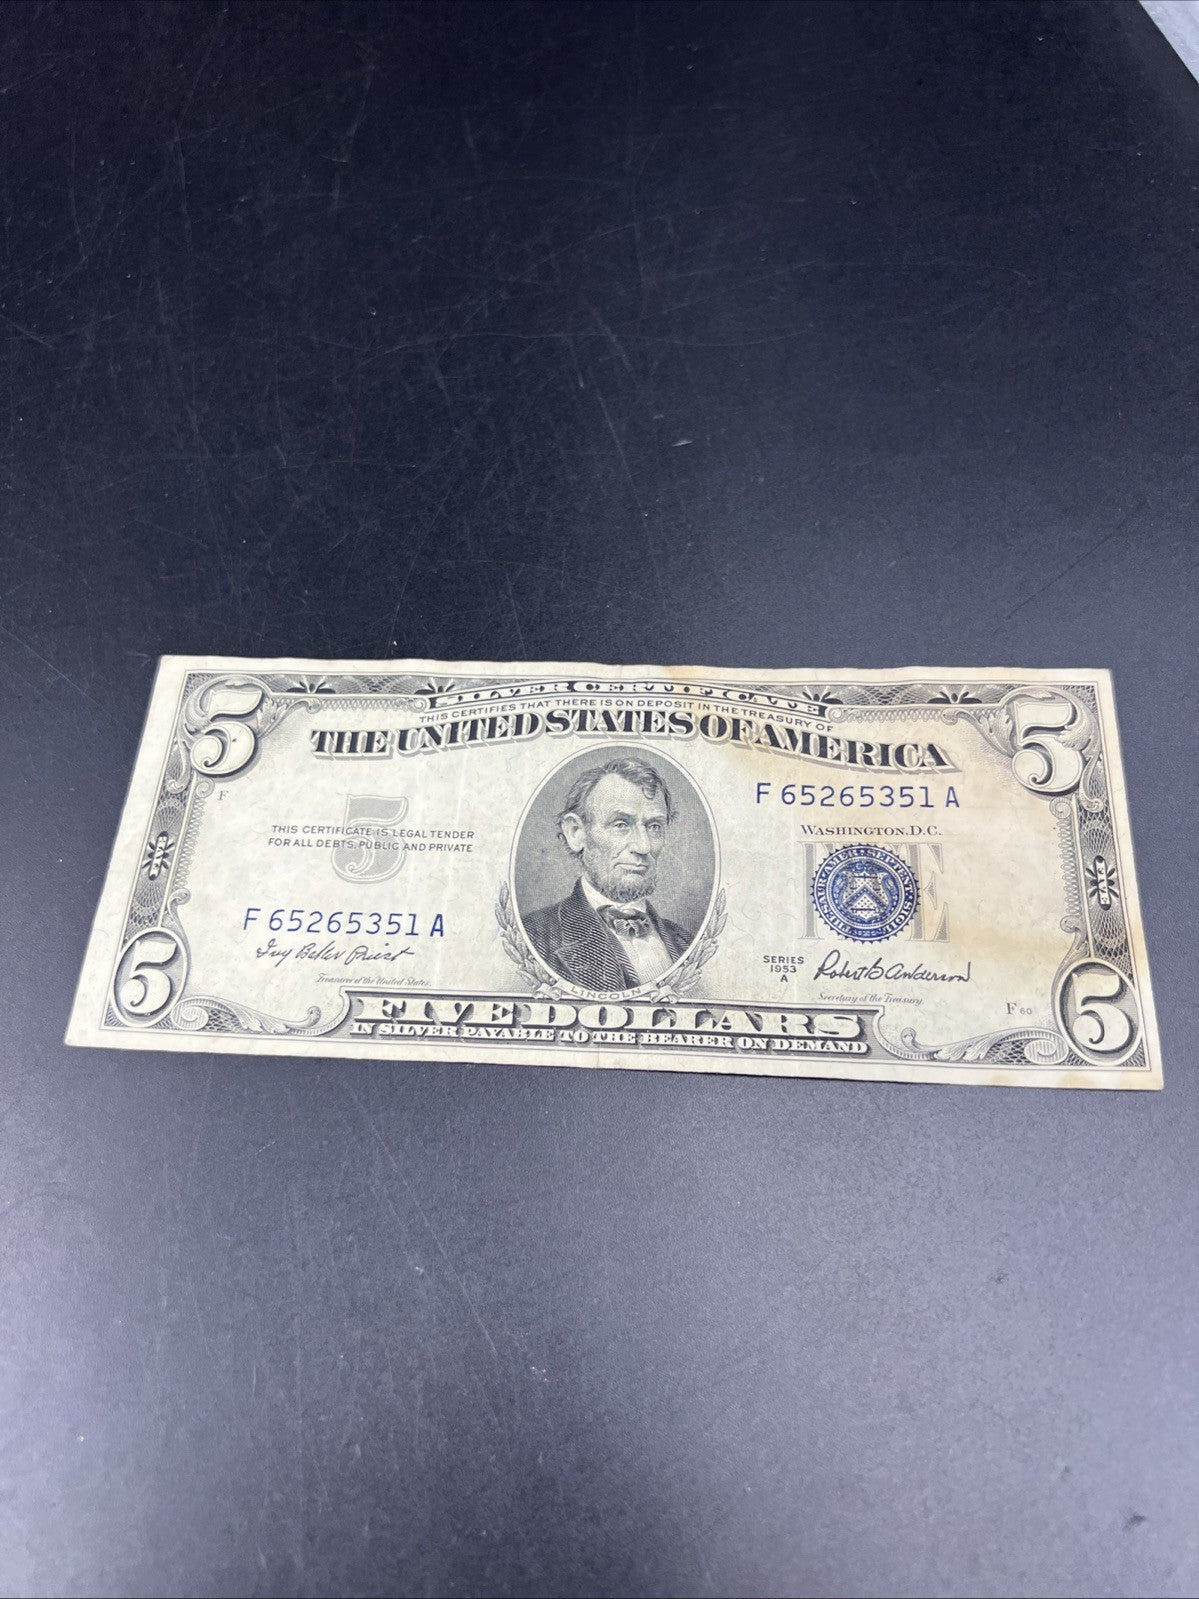 5
SILVER CERTIFICATE
5
THIS CERTIFIES THAT THERE IS ON DEPOSIT IN THE TREASURY OF
THE UNITED STATES OF AMERICA
F
F 65265351 A
5
THIS CERTIFICATE IS LEGAL TENDER
FOR ALL DEBTS, PUBLIC AND PRIVATE
WASHINGTON, D.C.
FIVE
FIVE
FIVE
F 65265351 A
Ivy Baker Priest
Treasurer of the United States.
SERIES
1953
A
Robert B Anderson
Secretary of the Treasury.
LINCOLN
F 60
5
FIVE DOLLARS
5
IN SILVER PAYABLE TO THE BEARER ON DEMAND